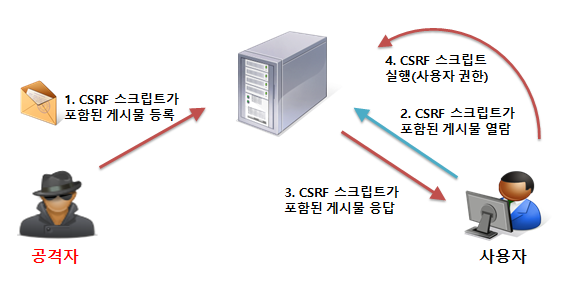 1. CSRF 스크립트가
포함된 게시물 등록
4. CSRF 스크립트
실행(사용자 권한)
2. CSRF 스크립트가
포함된 게시물 열람
3. CSRF 스크립트가
포함된 게시물 응답
공격자
사용자